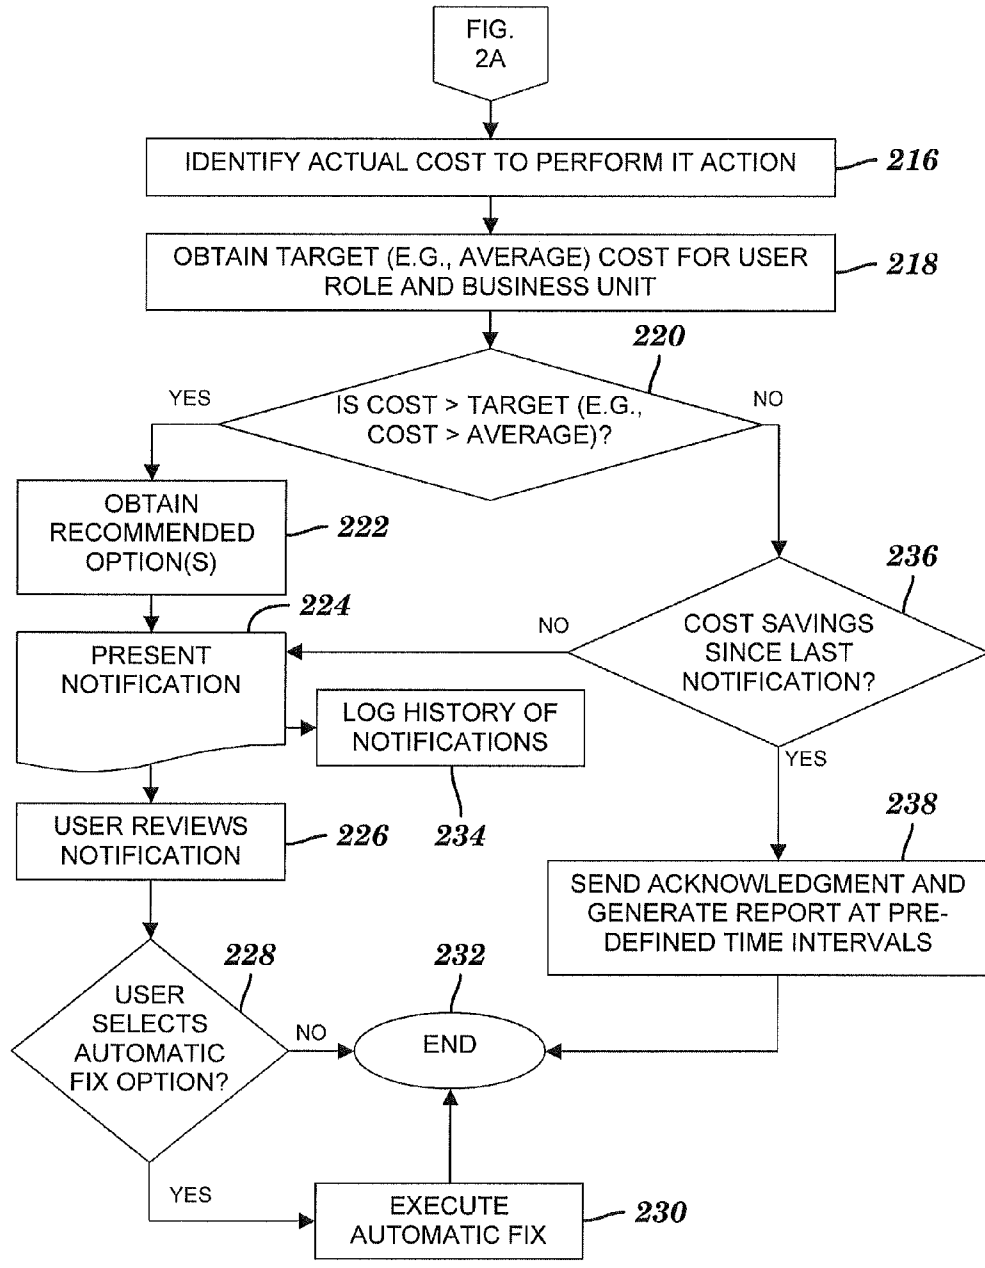 FIG.
2A
IDENTIFY ACTUAL COST TO PERFORM IT ACTION
216
OBTAIN TARGET (E.G., AVERAGE) COST FOR USER
ROLE AND BUSINESS UNIT
218
220
YES
IS COST > TARGET (E.G.,
COST > AVERAGE)?
NO
OBTAIN
RECOMMENDED
OPTION(S)
222
236
224
NO
COST SAVINGS
SINCE LAST
NOTIFICATION?
PRESENT
NOTIFICATION
LOG HISTORY OF
NOTIFICATIONS
YES
234
USER REVIEWS
NOTIFICATION
226
238
SEND ACKNOWLEDGMENT AND
GENERATE REPORT AT PRE-
DEFINED TIME INTERVALS
228
232
USER
SELECTS
AUTOMATIC
FIX OPTION?
NO
END
YES
EXECUTE
AUTOMATIC FIX
230